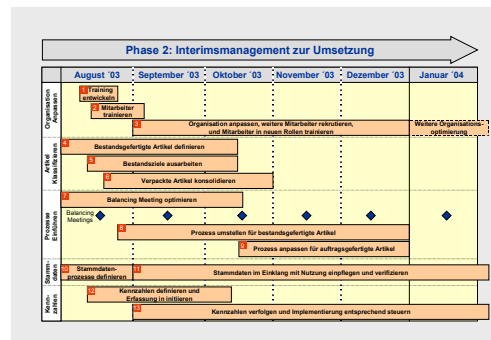 Phase 2: Interimsmanagement zur Umsetzung
August ´03 September ´03 Oktober ´03 November ´03 Dezember ´03 Januar ´04
Organisation
Anpassen
1 Training
entwickeln
2 Mitarbeiter
trainieren
3 Organisation anpassen, weitere Mitarbeiter rekrutieren,
und Mitarbeiter in neuen Rollen trainieren
Weitere Organisations-
optimierung
Artikel
Klassifizieren
4 Bestandsgefertigte Artikel definieren
5 Bestandsziele ausarbeiten
6 Verpackte Artikel konsolidieren
Prozesse
Einführen
7 Balancing Meeting optimieren
Balancing
Meetings
8 Prozess umstellen für bestandsgefertigte Artikel
9 Prozess anpassen für auftragsgefertigte Artikel
Stamm-
daten
10 Stammdaten-
prozesse definieren
11 Stammdaten im Einklang mit Nutzung einpflegen und verifizieren
Kenn-
zahlen
12 Kennzahlen definieren und
Erfassung in initiieren
13 Kennzahlen verfolgen und Implementierung entsprechend steuern